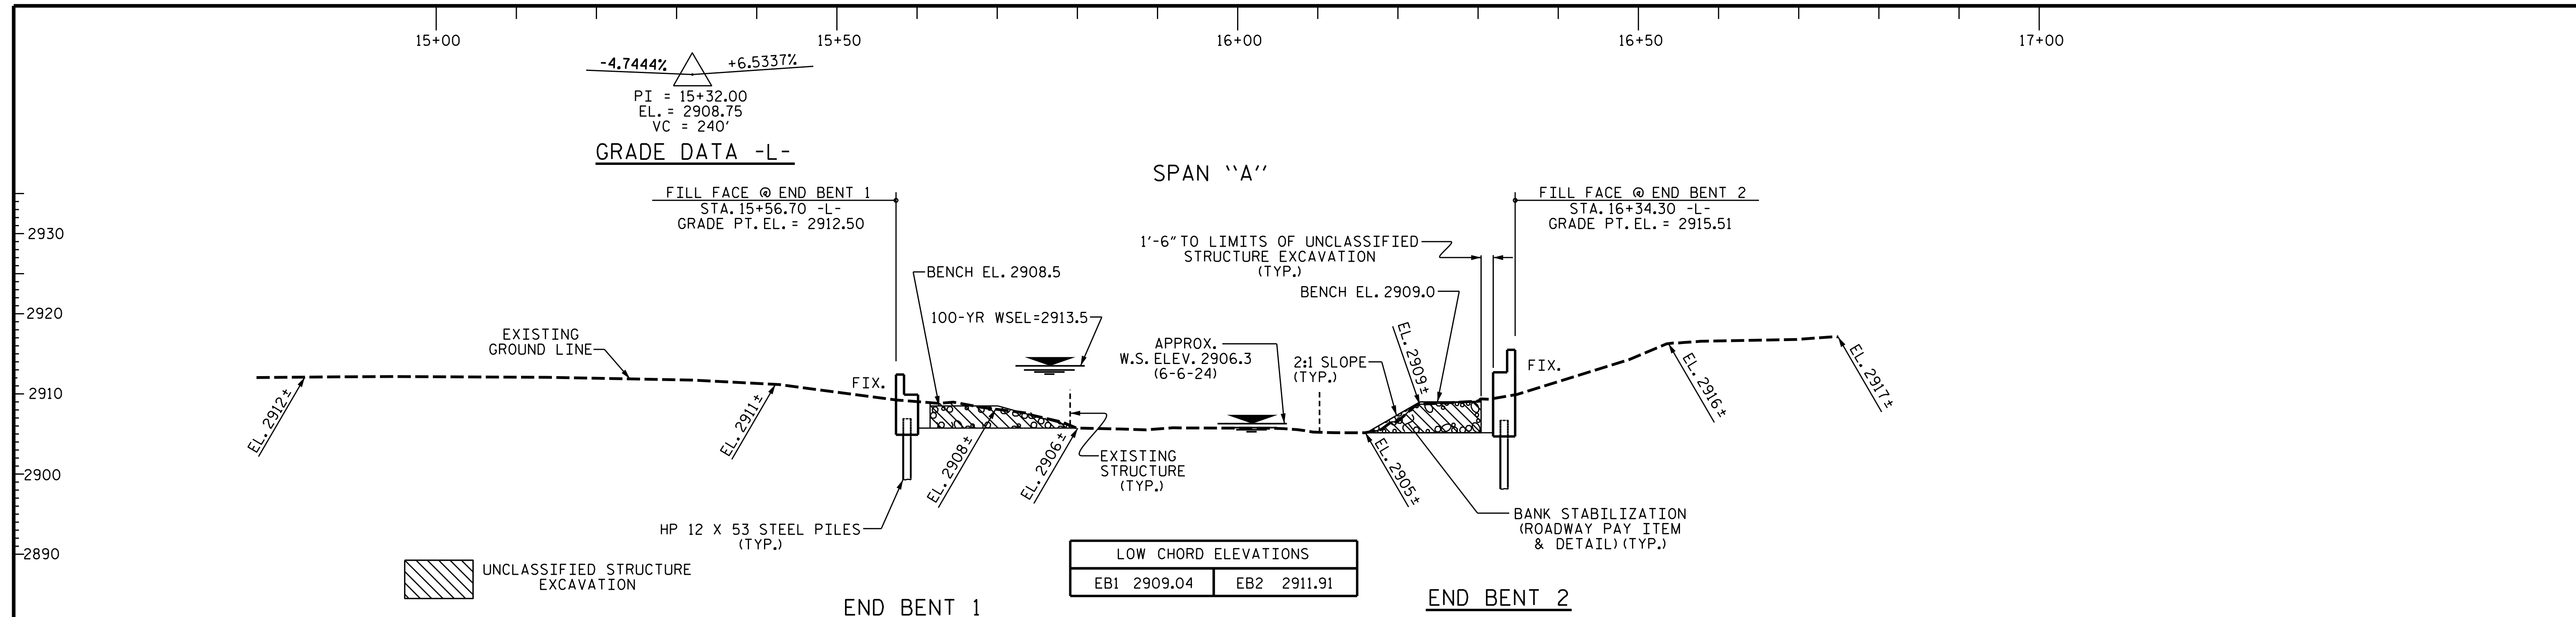 15+00
15+50
16+00
16+50
17+00
-4.7444%
+6.5337%
PI = 15+32.00
EL. = 2908.75
VC = 240'
GRADE DATA -L-
SPAN "A"
FILL FACE @ END BENT 1
STA. 15+56.70 -L-
GRADE PT. EL. = 2912.50
FILL FACE @ END BENT 2
STA. 16+34.30 -L-
GRADE PT. EL. = 2915.51
2930
2920
2910
2900
2890
1'-6" TO LIMITS OF UNCLASSIFIED
STRUCTURE EXCAVATION
(TYP.)
BENCH EL. 2908.5
BENCH EL. 2909.0
100-YR WSEL=2913.5
EXISTING
GROUND LINE
APPROX.
W.S. ELEV. 2906.3
(6-6-24)
2:1 SLOPE
(TYP.)
EL. 2909±
FIX.
FIX.
EL. 2912±
EL. 2911±
EL. 2908±
EL. 2906±
EL. 2905±
EL. 2916±
EL. 2917±
EXISTING
STRUCTURE
(TYP.)
HP 12 X 53 STEEL PILES
(TYP.)
BANK STABILIZATION
(ROADWAY PAY ITEM
& DETAIL) (TYP.)
UNCLASSIFIED STRUCTURE
EXCAVATION
LOW CHORD ELEVATIONS
EB1 2909.04
EB2 2911.91
END BENT 1
END BENT 2